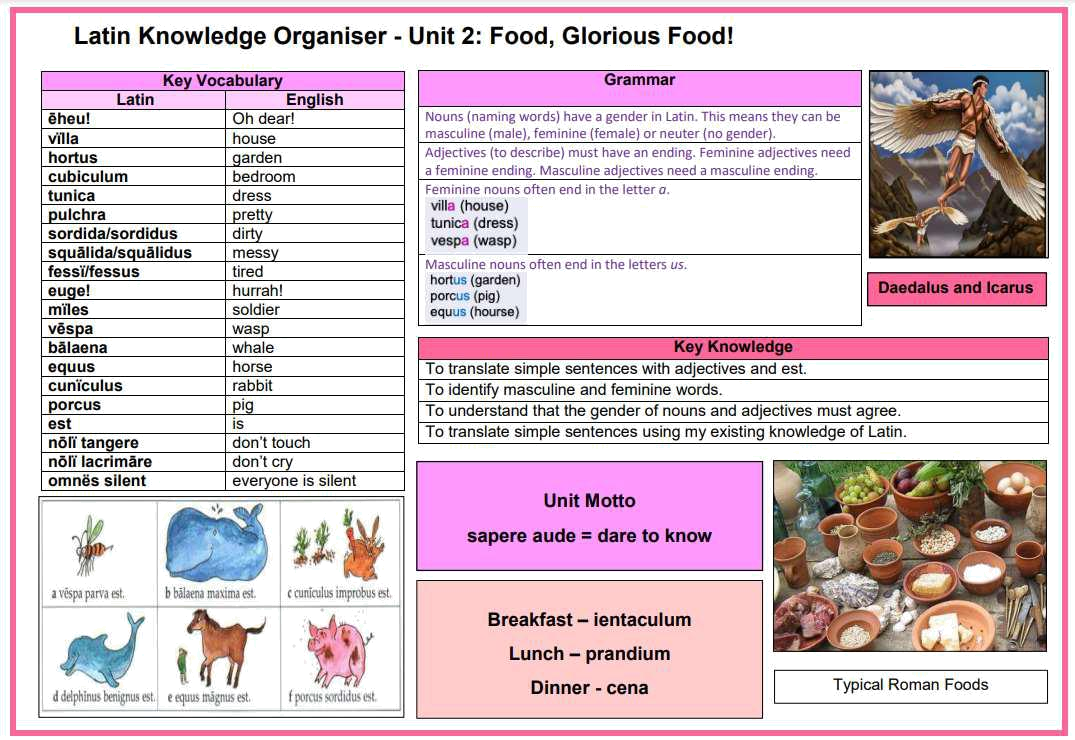 Latin Knowledge Organiser - Unit 2: Food, Glorious Food!
Key Vocabulary
Latin English
ēheu! Oh dear!
vïlla house
hortus garden
cubiculum bedroom
tunica dress
pulchra pretty
sordida/sordidus dirty
squālida/squālidus messy
fessï/fessus tired
euge! hurrah!
mïles soldier
vēspa wasp
bālaena whale
equus horse
cunïculus rabbit
porcus pig
est is
nōlï tangere don’t touch
nōlï lacrimāre don’t cry
omnës silent everyone is silent
a vēspa parva est. b bālaena maxima est. c cunīculus improbus est.
d delphīnus benignus est. e equus māgnus est. f porcus sordidus est.
Grammar
Nouns (naming words) have a gender in Latin. This means they can be
masculine (male), feminine (female) or neuter (no gender).
Adjectives (to describe) must have an ending. Feminine adjectives need
a feminine ending. Masculine adjectives need a masculine ending.
Feminine nouns often end in the letter a.
villa (house)
tunica (dress)
vespa (wasp)
Masculine nouns often end in the letters us.
hortus (garden)
porcus (pig)
equus (hourse)
Daedalus and Icarus
Key Knowledge
To translate simple sentences with adjectives and est.
To identify masculine and feminine words.
To understand that the gender of nouns and adjectives must agree.
To translate simple sentences using my existing knowledge of Latin.
Unit Motto
sapere aude = dare to know
Breakfast – ientaculum
Lunch – prandium
Dinner - cena
Typical Roman Foods